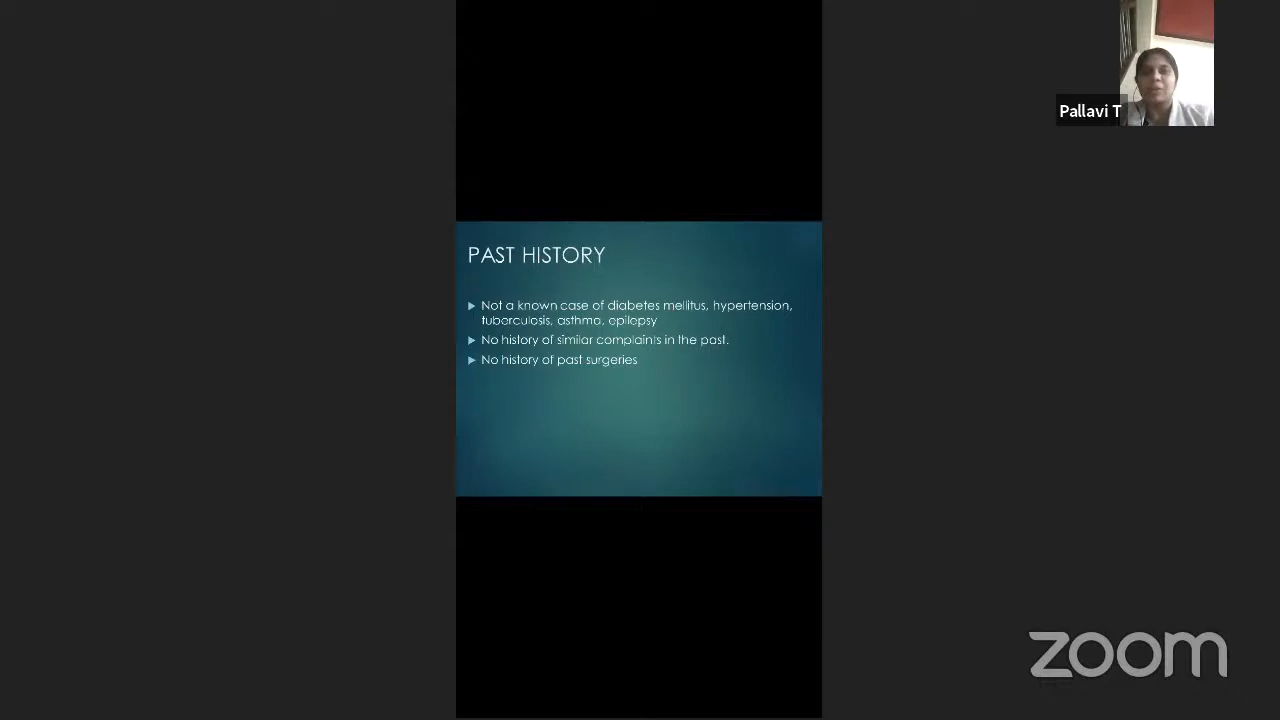 Pallavi T
PAST HISTORY
Not a known case of diabetes mellitus, hypertension,
tuberculosis, asthma, epilepsy
No history of similar complaints in the past.
No history of past surgeries
zoom